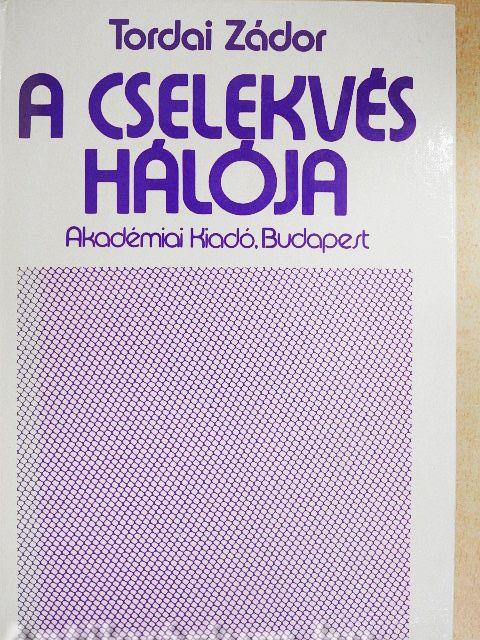 Tordai Zádor
A CSELEKVÉS
HÁLÓJA
Akadémiai Kiadó, Budapest